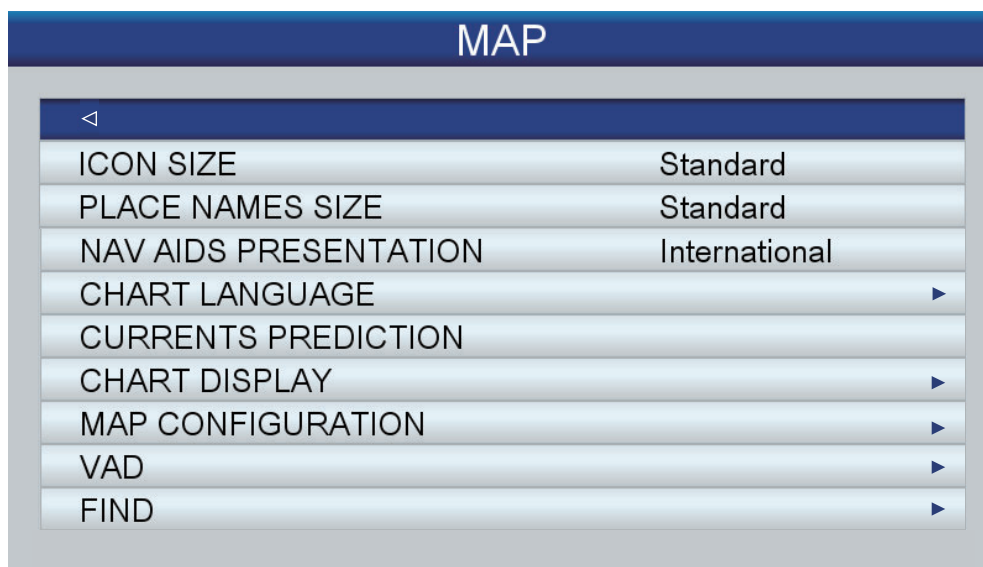 MAP
ICON SIZE Standard
PLACE NAMES SIZE Standard
NAV AIDS PRESENTATION International
CHART LANGUAGE
CURRENTS PREDICTION
CHART DISPLAY
MAP CONFIGURATION
VAD
FIND